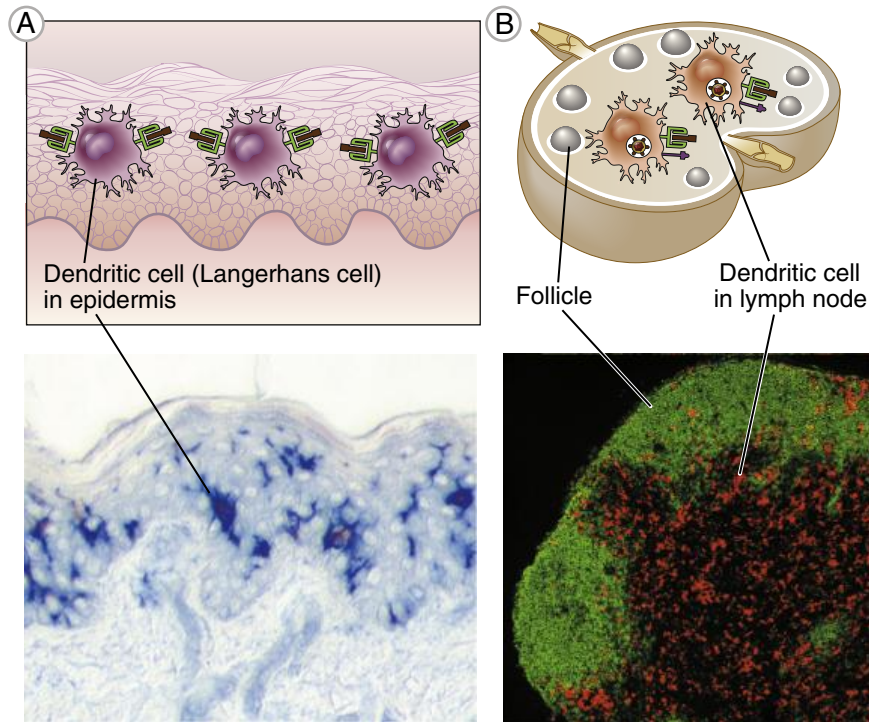 A
Dendritic cell (Langerhans cell)
in epidermis
B
Follicle
Dendritic cell
in lymph node